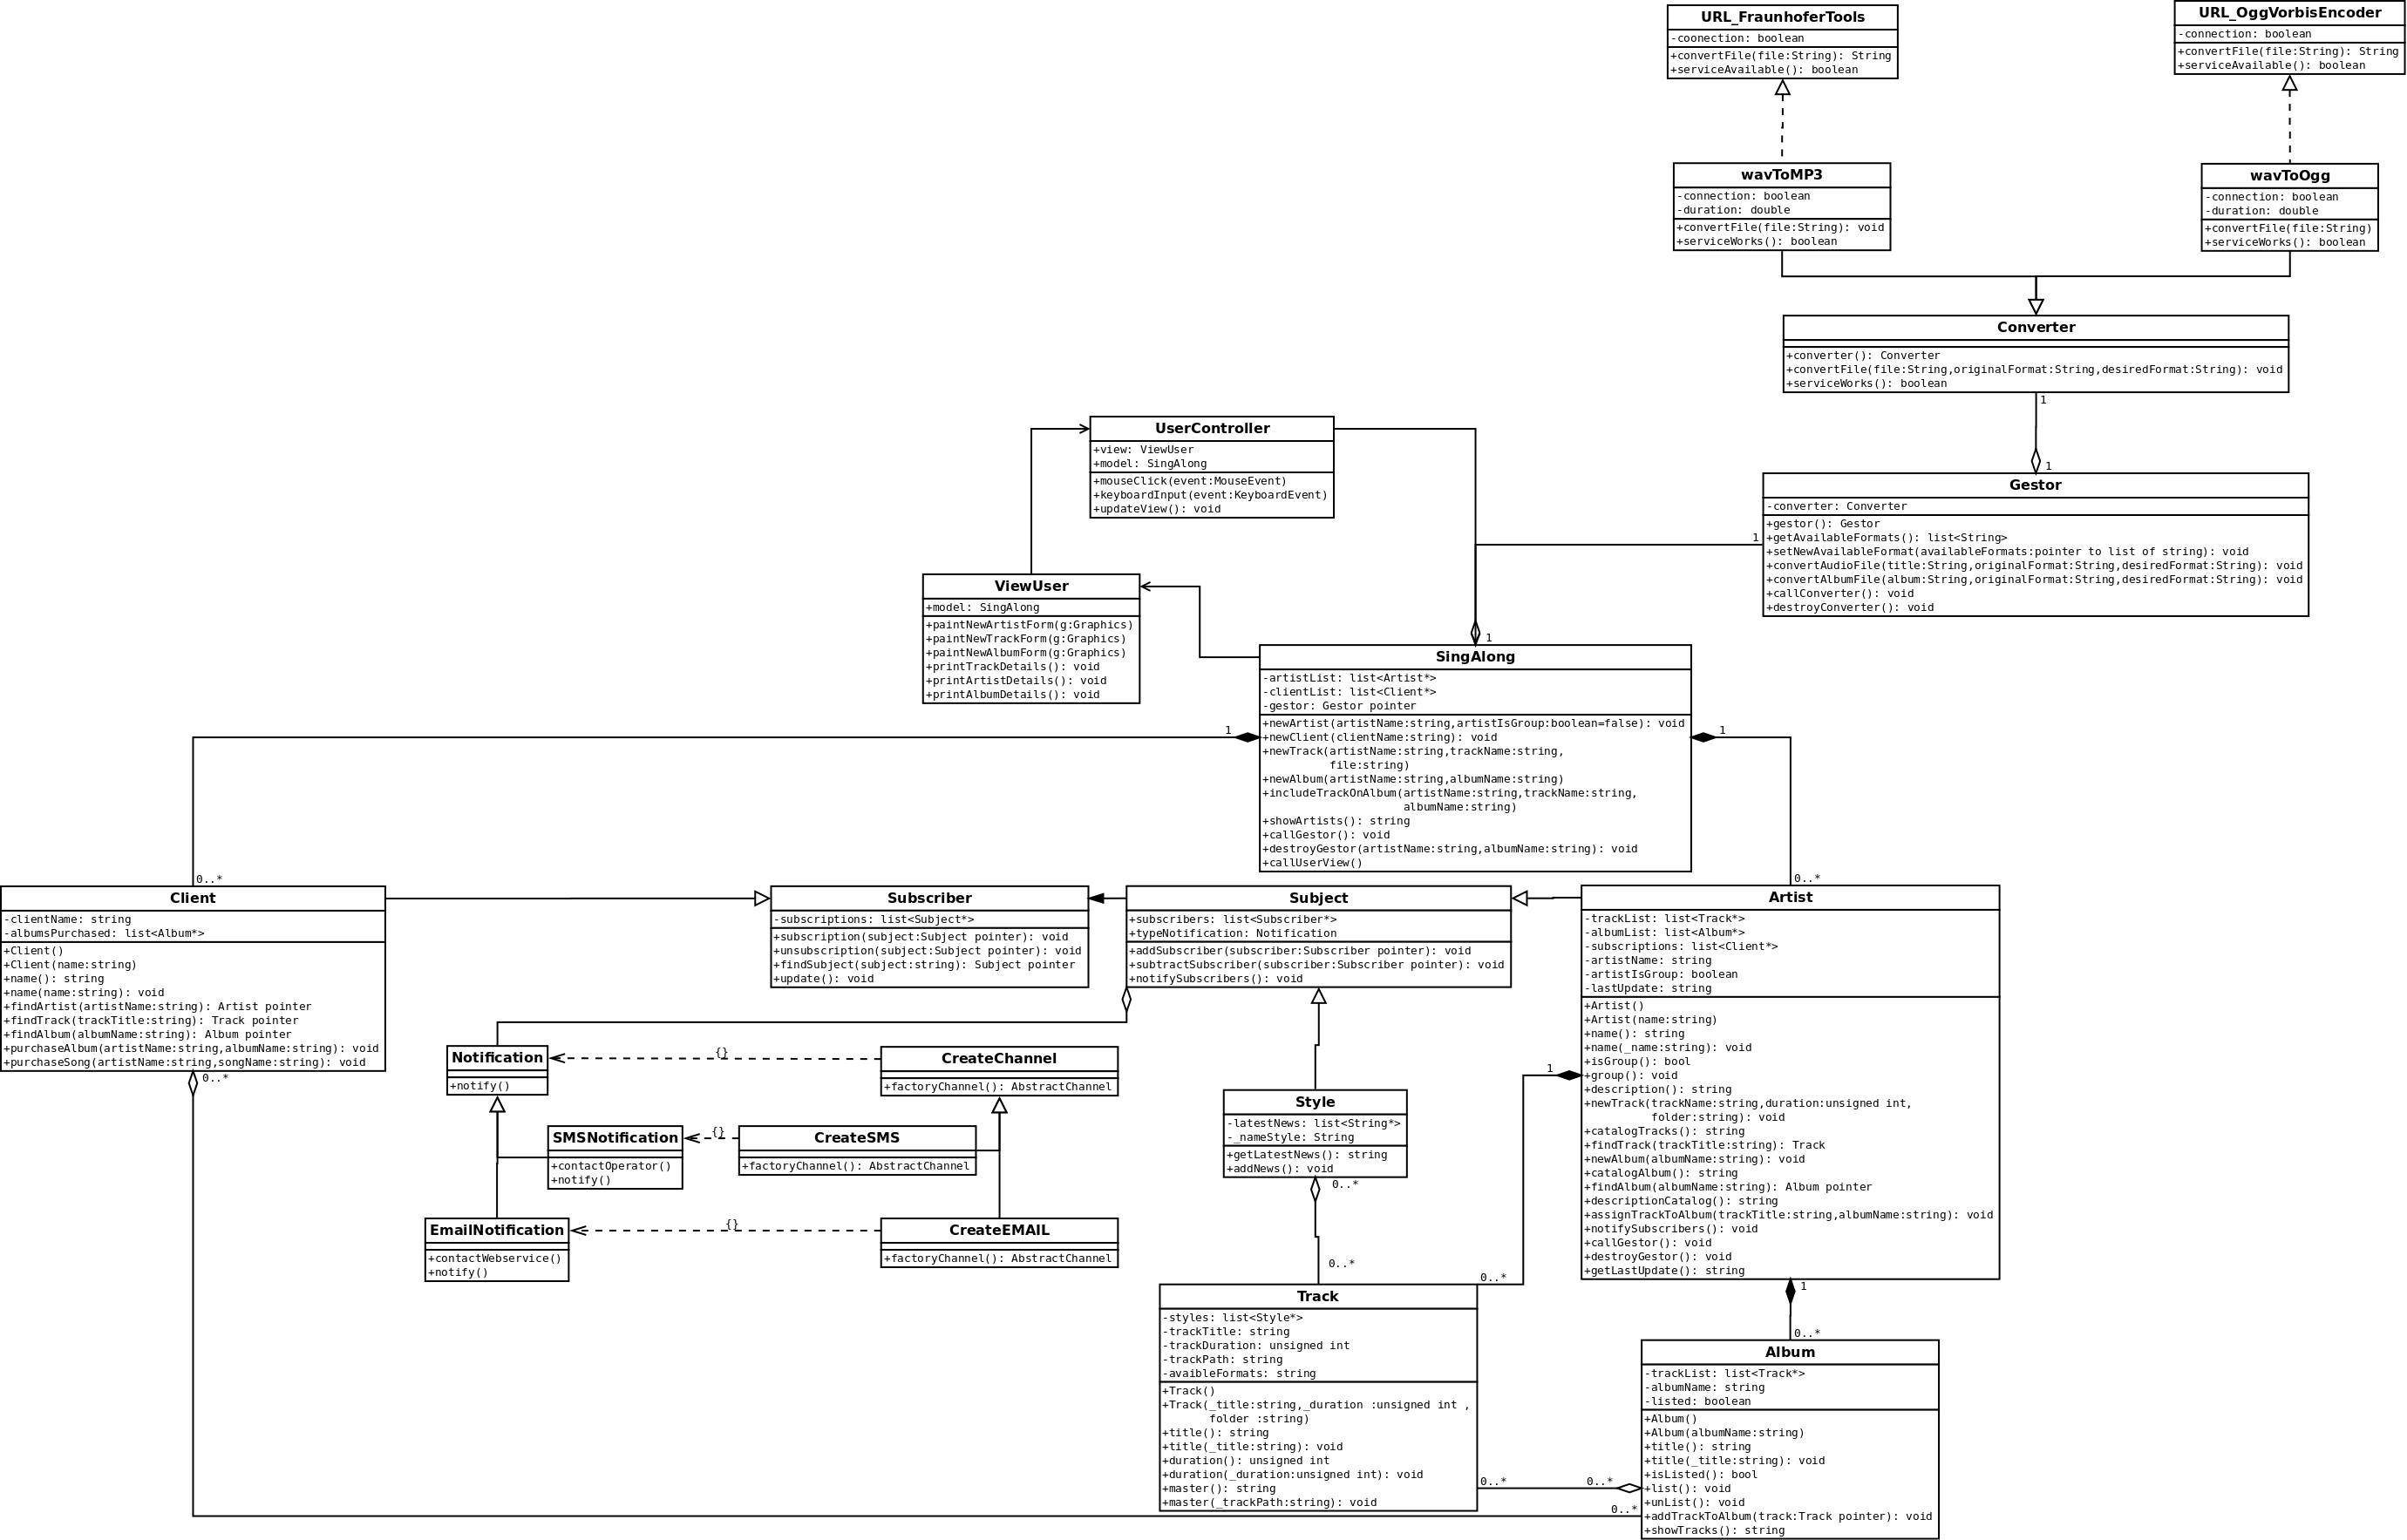 URL_FraunhoferTools
-coonection: boolean
+convertFile(file:String): String
+serviceAvailable(): boolean
URL_OggVorbisEncoder
-connection: boolean
+convertFile(file:String): String
+serviceAvailable(): boolean
wavToMP3
-connection: boolean
-duration: double
+convertFile(file:String): void
+serviceWorks(): boolean
wavToOgg
-connection: boolean
-duration: double
+convertFile(file:String)
+serviceWorks(): boolean
Converter
+converter(): Converter
+convertFile(file:String,originalFormat:String,desiredFormat:String): void
+serviceWorks(): boolean
1
1
UserController
+view: ViewUser
+model: SingAlong
+mouseClick(event:MouseEvent)
+keyboardInput(event:KeyboardEvent)
+updateView(): void
Gestor
-converter: Converter
+gestor(): Gestor
+getAvailableFormats(): list<String>
+setNewAvailableFormat(availableFormats:pointer to list of string): void
+convertAudioFile(title:String,originalFormat:String,desiredFormat:String): void
+convertAlbumFile(album:String,originalFormat:String,desiredFormat:String): void
+callConverter(): void
+destroyConverter(): void
1
1
ViewUser
+model: SingAlong
+paintNewArtistForm(g:Graphics)
+paintNewTrackForm(g:Graphics)
+paintNewAlbumForm(g:Graphics)
+printTrackDetails(): void
+printArtistDetails(): void
+printAlbumDetails(): void
SingAlong
-artistList: list<Artist*>
-clientList: list<Client*>
-gestor: Gestor pointer
+newArtist(artistName:string,artistIsGroup:boolean=false): void
+newClient(clientName:string): void
+newTrack(artistName:string,trackName:string,
file:string)
+newAlbum(artistName:string,albumName:string)
+includeTrackOnAlbum(artistName:string,trackName:string,
albumName:string)
+showArtists(): string
+callGestor(): void
+destroyGestor(artistName:string,albumName:string): void
+callUserView()
1
1
0..*
0..*
Client
-clientName: string
-albumsPurchased: list<Album*>
+Client()
+Client(name:string)
+name(): string
+name(name:string): void
+findArtist(artistName:string): Artist pointer
+findTrack(trackTitle:string): Track pointer
+findAlbum(albumName:string): Album pointer
+purchaseAlbum(artistName:string,albumName:string): void
+purchaseSong(artistName:string,songName:string): void
0..*
Subscriber
-subscriptions: list<Subject*>
+subscription(subject:Subject pointer): void
+unsubscription(subject:Subject pointer): void
+findSubject(subject:string): Subject pointer
+update(): void
Subject
+subscribers: list<Subscriber*>
+typeNotification: Notification
+addSubscriber(subscriber:Subscriber pointer): void
+subtractSubscriber(subscriber:Subscriber pointer): void
+notifySubscribers(): void
Artist
-trackList: list<Track*>
-albumList: list<Album*>
-subscriptions: list<Client*>
-artistName: string
-artistIsGroup: boolean
-lastUpdate: string
+Artist()
+Artist(name:string)
+name(): string
+name(_name:string): void
+isGroup(): bool
+group(): void
+description(): string
+newTrack(trackName:string,duration:unsigned int,
folder:string): void
+catalogTracks(): string
+findTrack(trackTitle:string): Track
+newAlbum(albumName:string): void
+catalogAlbum(): string
+findAlbum(albumName:string): Album pointer
+descriptionCatalog(): string
+assignTrackToAlbum(trackTitle:string,albumName:string): void
+notifySubscribers(): void
+callGestor(): void
+destroyGestor(): void
+getLastUpdate(): string
1
1
Notification
+notify()
{}
CreateChannel
+factoryChannel(): AbstractChannel
SMSNotification
+contactOperator()
+notify()
{}
CreateSMS
+factoryChannel(): AbstractChannel
EmailNotification
+contactWebservice()
+notify()
{}
CreateEMAIL
+factoryChannel(): AbstractChannel
Style
-latestNews: list<String*>
-_nameStyle: String
+getLatestNews(): string
+addNews(): void
0..*
0..*
0..*
Track
-styles: list<Style*>
-trackTitle: string
-trackDuration: unsigned int
-trackPath: string
-avaibleFormats: string
+Track()
+Track(_title:string,_duration :unsigned int ,
folder :string)
+title(): string
+title(_title:string): void
+duration(): unsigned int
+duration(_duration:unsigned int): void
+master(): string
+master(_trackPath:string): void
0..*
0..*
0..*
0..*
Album
-trackList: list<Track*>
-albumName: string
-listed: boolean
+Album()
+Album(albumName:string)
+title(): string
+title(_title:string): void
+isListed(): bool
+list(): void
+unList(): void
+addTrackToAlbum(track:Track pointer): void
+showTracks(): string